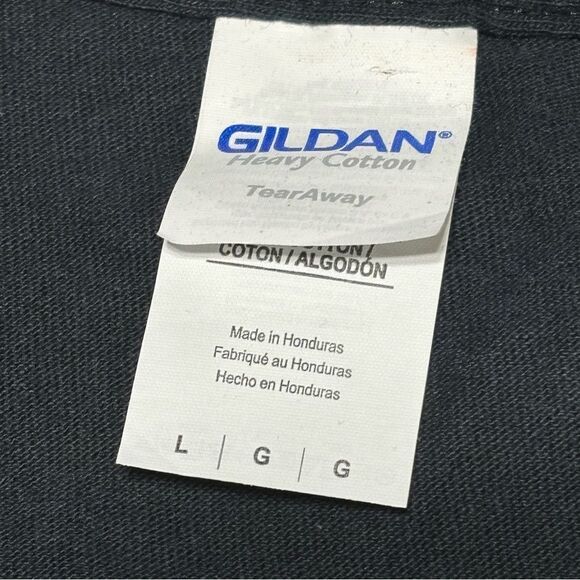 GILDAN®
Heavy Cotton
TearAway
COTON / ALGODÓN
Made in Honduras
Fabriqué au Honduras
Hecho en Honduras
L | G | G